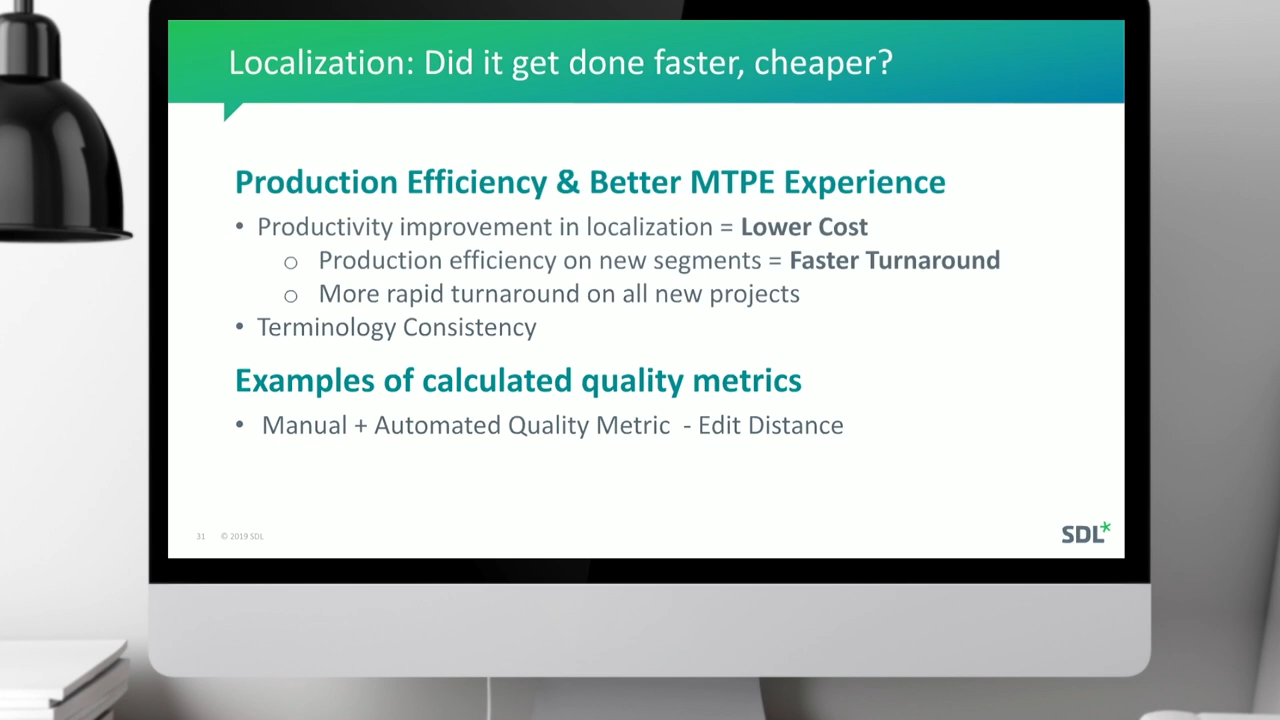 Localization: Did it get done faster, cheaper?
Production Efficiency & Better MTPE Experience
• Productivity improvement in localization = Lower Cost
o Production efficiency on new segments = Faster Turnaround
o More rapid turnaround on all new projects
• Terminology Consistency
Examples of calculated quality metrics
• Manual + Automated Quality Metric - Edit Distance
31 © 2019 SDL
SDL*